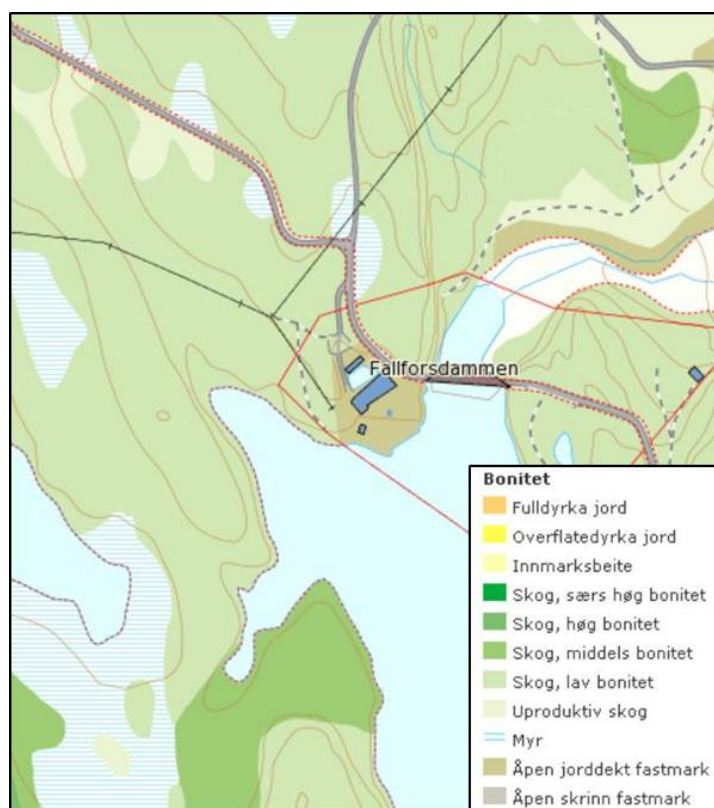 Fallforsdammen
Bonitet
Fulldyrka jord
Overflatedyrka jord
Innmarksbeite
Skog, særs høg bonitet
Skog, høg bonitet
Skog, middels bonitet
Skog, lav bonitet
Uproduktiv skog
Myr
Åpen jorddekt fastmark
Åpen skrinn fastmark